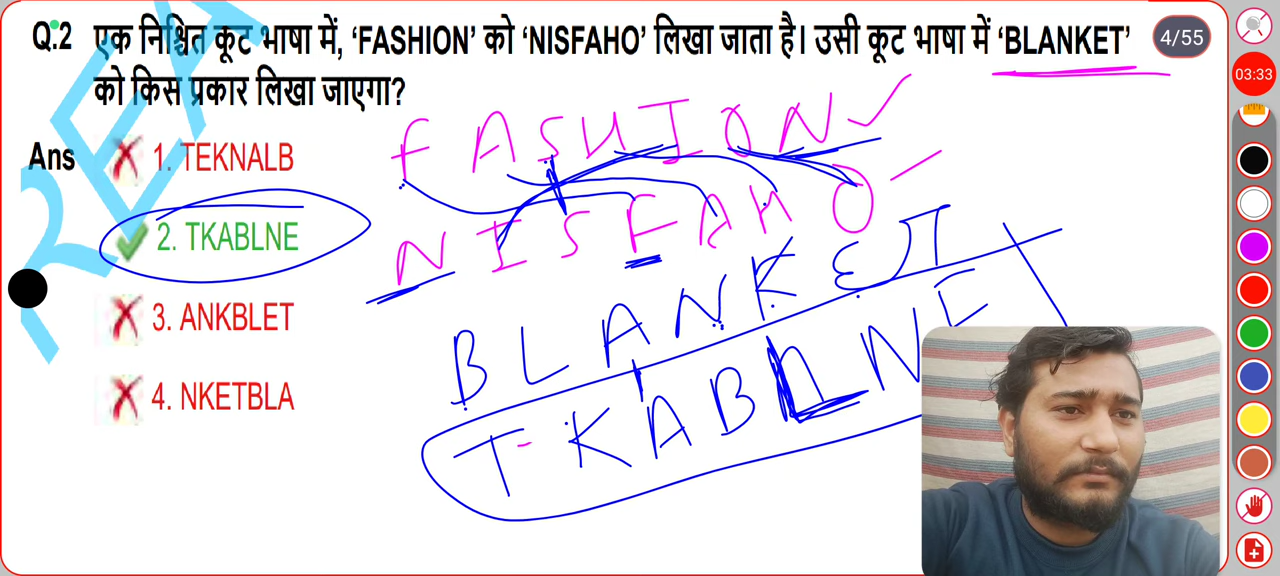 Q.2 एक निश्चित कूट भाषा में, ‘FASHION’ को ‘NISFAHO’ लिखा जाता है। उसी कूट भाषा में ‘BLANKET’
को किस प्रकार लिखा जाएगा?
4/55
03:33
Ans 1. TEKNALB
2. TKABLNE
3. ANKBLET
4. NKETBLA
FASHION
NISFAHO
BLANKET
TKABLNE